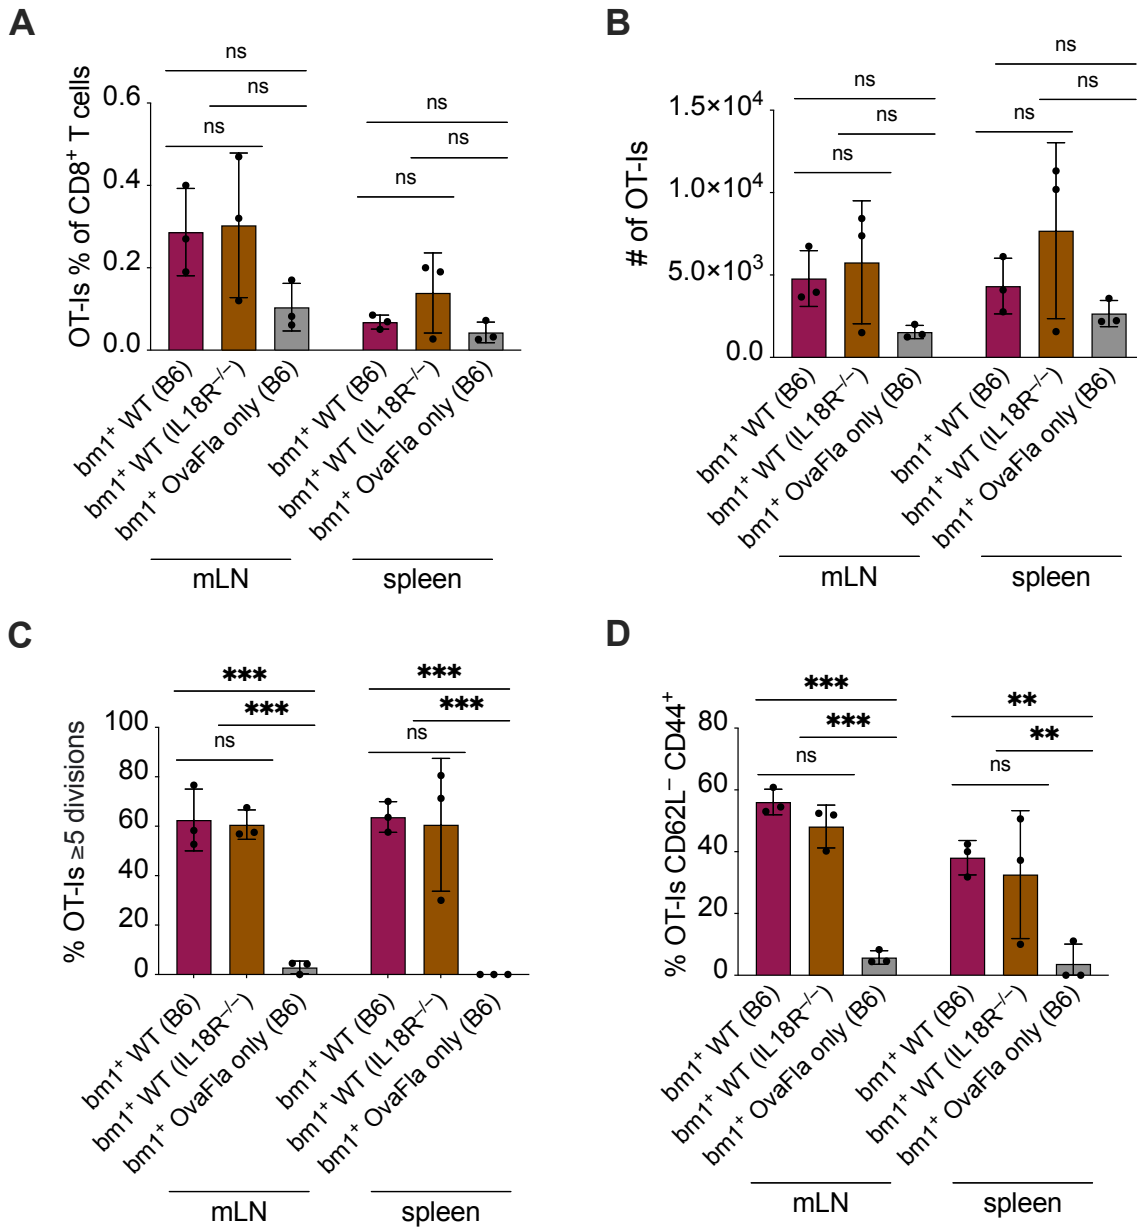 A
ns
ns
ns
ns
ns
ns
OT-Is % of CD8⁺ T cells
0.6
0.4
0.2
0.0
bm1⁺ WT (B6)
bm1⁺ WT (IL18R⁻/⁻)
bm1⁺ OvaFla only (B6)
bm1⁺ WT (B6)
bm1⁺ WT (IL18R⁻/⁻)
bm1⁺ OvaFla only (B6)
mLN
spleen
B
ns
ns
ns
ns
ns
ns
# of OT-Is
1.5×10⁴
1.0×10⁴
5.0×10³
0.0
bm1⁺ WT (B6)
bm1⁺ WT (IL18R⁻/⁻)
bm1⁺ OvaFla only (B6)
bm1⁺ WT (B6)
bm1⁺ WT (IL18R⁻/⁻)
bm1⁺ OvaFla only (B6)
mLN
spleen
C
***
***
ns
***
***
ns
% OT-Is ≥5 divisions
100
80
60
40
20
0
bm1⁺ WT (B6)
bm1⁺ WT (IL18R⁻/⁻)
bm1⁺ OvaFla only (B6)
bm1⁺ WT (B6)
bm1⁺ WT (IL18R⁻/⁻)
bm1⁺ OvaFla only (B6)
mLN
spleen
D
***
***
ns
**
**
ns
% OT-Is CD62L⁻ CD44⁺
80
60
40
20
0
bm1⁺ WT (B6)
bm1⁺ WT (IL18R⁻/⁻)
bm1⁺ OvaFla only (B6)
bm1⁺ WT (B6)
bm1⁺ WT (IL18R⁻/⁻)
bm1⁺ OvaFla only (B6)
mLN
spleen